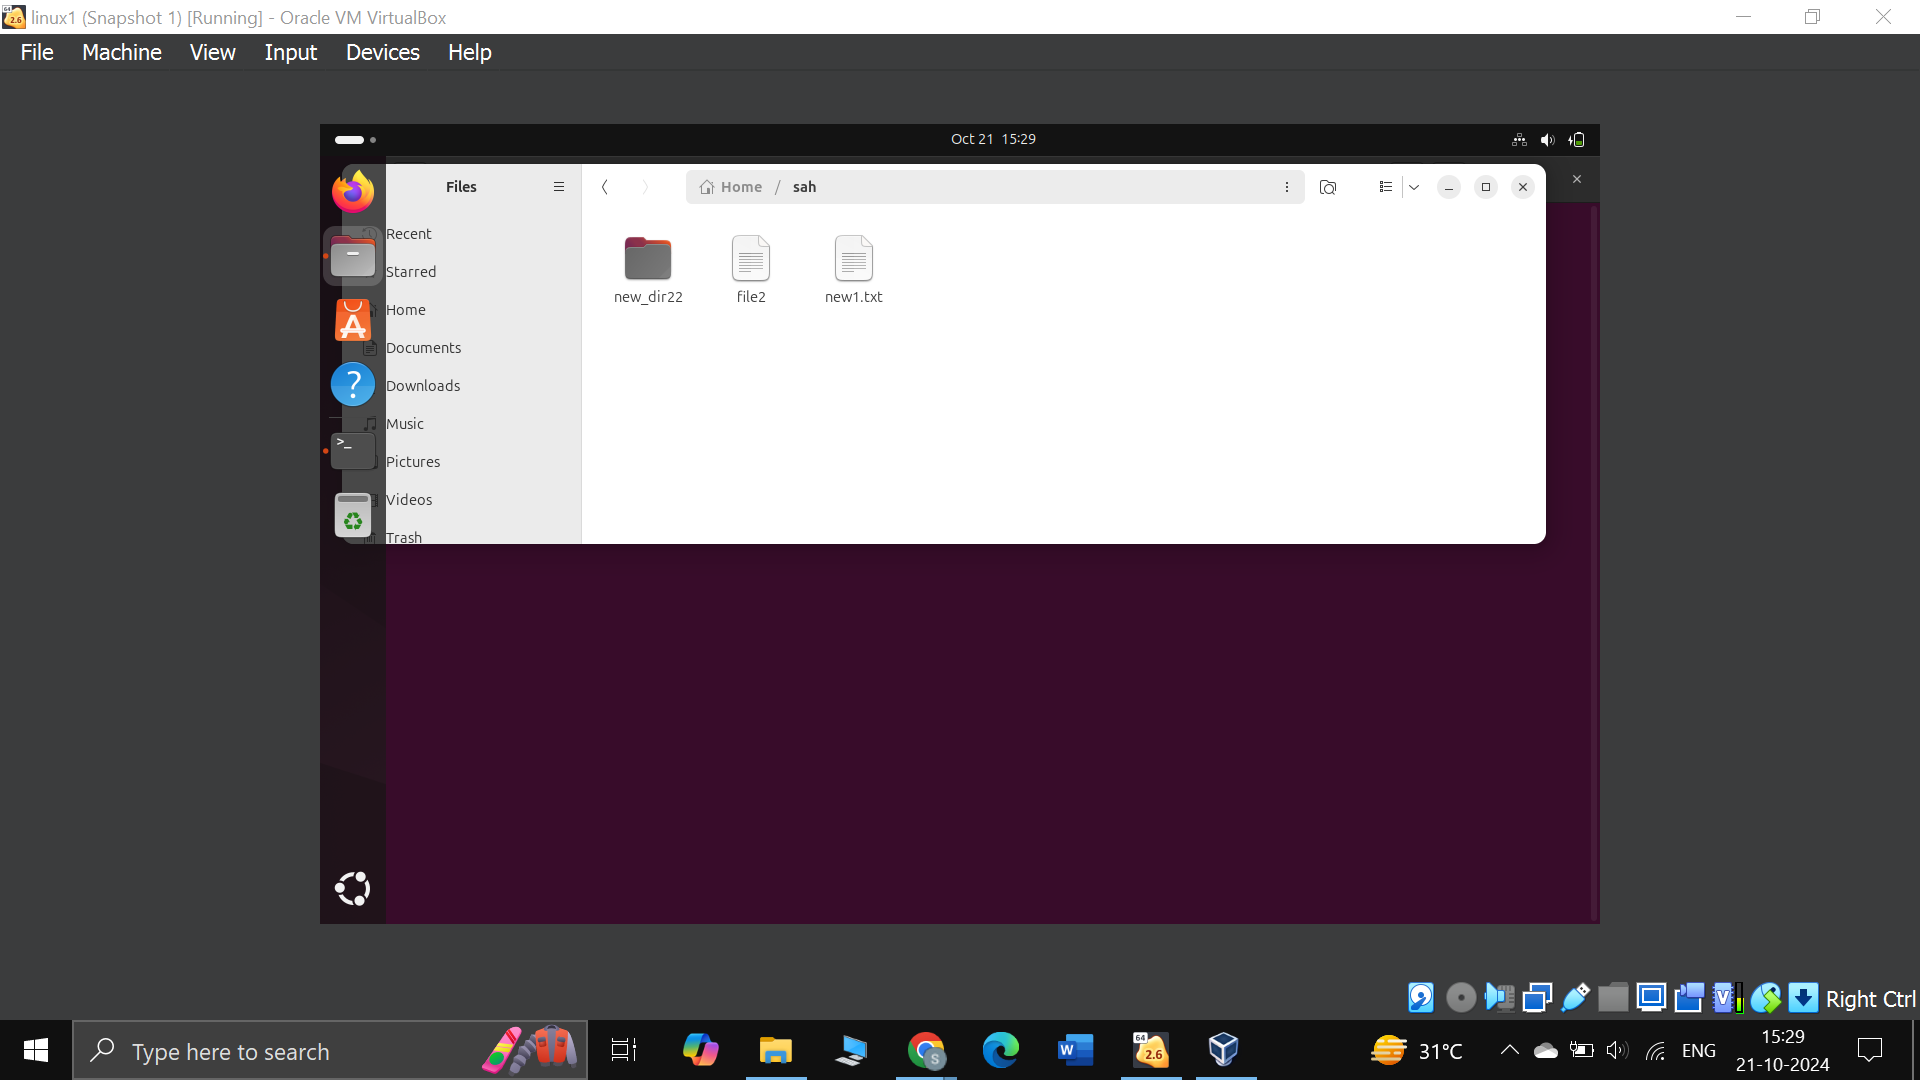 linux1 (Snapshot 1) [Running] - Oracle VM VirtualBox
File Machine View Input Devices Help
Oct 21 15:29
Files
Home / sah
Recent
Starred
Home
Documents
Downloads
Music
Pictures
Videos
Trash
new_dir22
file2
new1.txt
Right Ctrl
Type here to search
31°C
ENG
15:29
21-10-2024